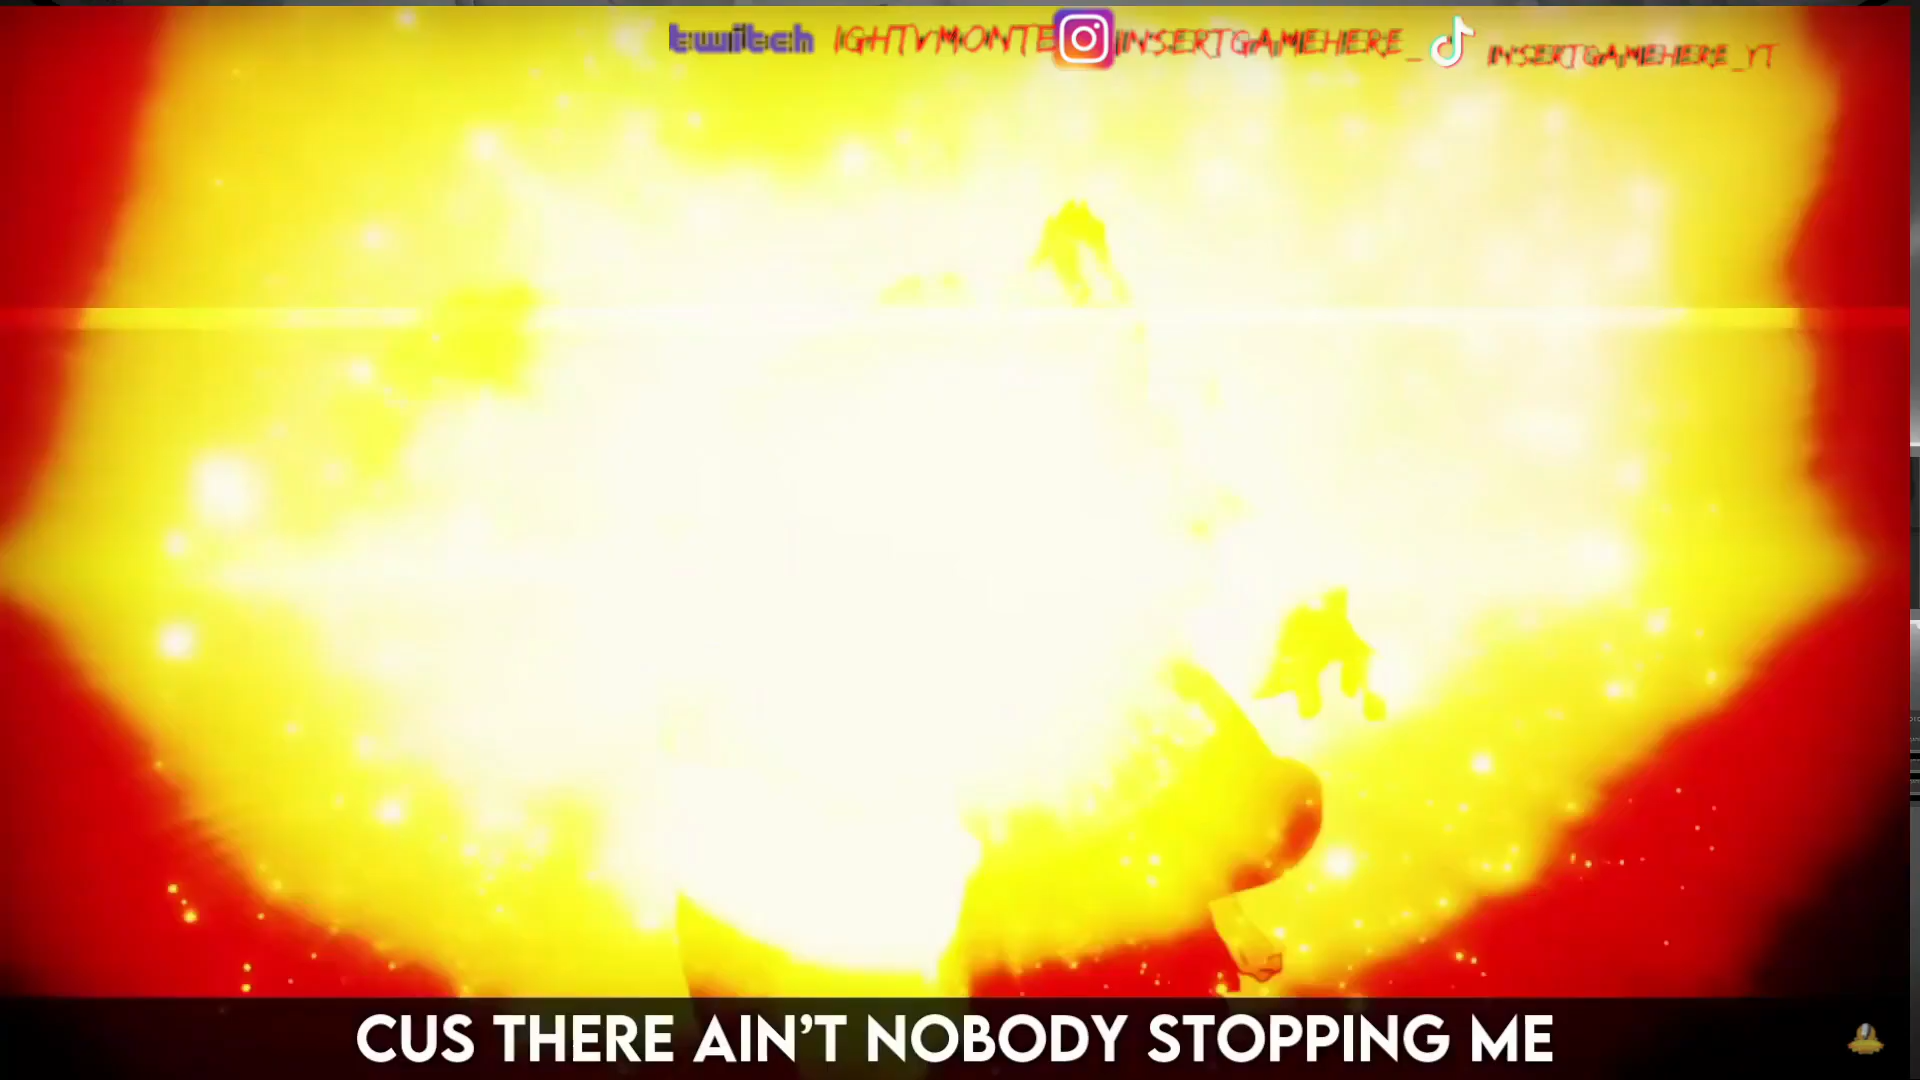 twitch IGHTVMONTE INSERTGAMEHERE_ INSERTGAMEHERE_YT
CUS THERE AIN'T NOBODY STOPPING ME